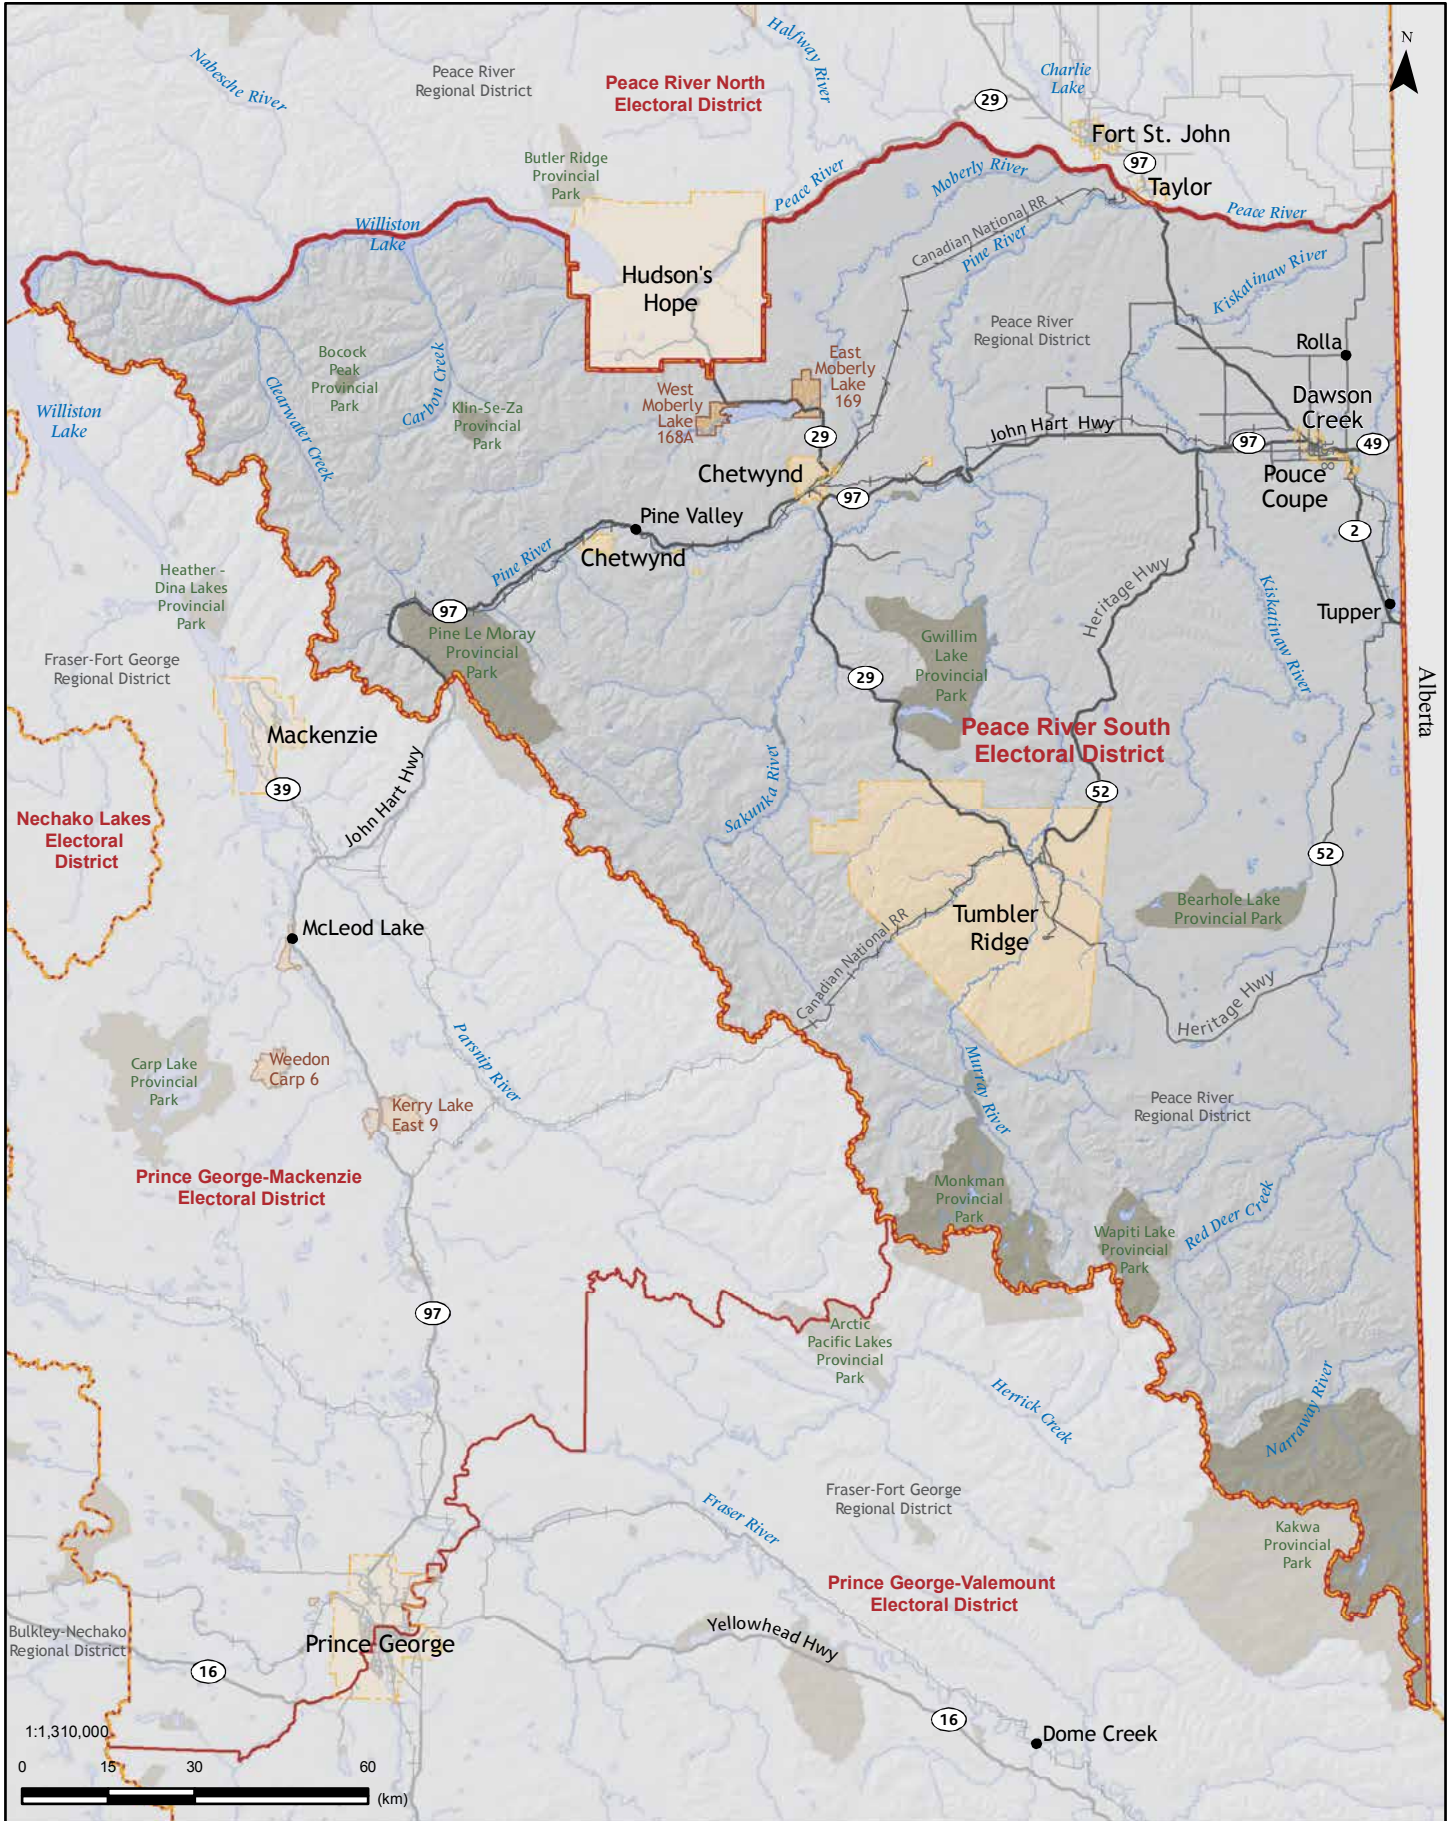 Nabesche River
Peace River
Regional District
Peace River North
Electoral District
Halfway River
Charlie
Lake
N
29
Fort St. John
97
Taylor
Butler Ridge
Provincial
Park
Peace River
Moberly River
Peace River
Williston
Lake
Canadian National RR
Pine River
Kiskatinaw River
Hudson's
Hope
Peace River
Regional District
Rolla
Bocock
Peak
Provincial
Park
Carbon Creek
Clearwater Creek
Klin-Se-Za
Provincial
Park
West
Moberly
Lake
168A
East
Moberly
Lake
169
Williston
Lake
29
John Hart Hwy
97
Dawson
Creek
49
Chetwynd
97
Pouce
Coupe
Pine Valley
2
Pine River
Chetwynd
Heritage Hwy
Kiskatinaw River
Heather -
Dina Lakes
Provincial
Park
97
Tupper
Pine Le Moray
Provincial
Park
Gwillim
Lake
Provincial
Park
Fraser-Fort George
Regional District
29
Alberta
Mackenzie
Peace River South
Electoral District
John Hart Hwy
39
Sakunka River
52
Nechako Lakes
Electoral
District
52
Bearhole Lake
Provincial Park
McLeod Lake
Tumbler
Ridge
Canadian National RR
Heritage Hwy
Parsnip River
Carp Lake
Provincial
Park
Weedon
Carp 6
Murray River
Kerry Lake
East 9
Peace River
Regional District
Prince George-Mackenzie
Electoral District
Monkman
Provincial
Park
Wapiti Lake
Provincial
Park
Red Deer Creek
97
Arctic
Pacific Lakes
Provincial
Park
Herrick Creek
Narraway River
Fraser-Fort George
Regional District
Fraser River
Kakwa
Provincial
Park
Prince George-Valemount
Electoral District
Bulkley-Nechako
Regional District
Prince George
Yellowhead Hwy
16
16
Dome Creek
1:1,310,000
0 15 30 60
(km)